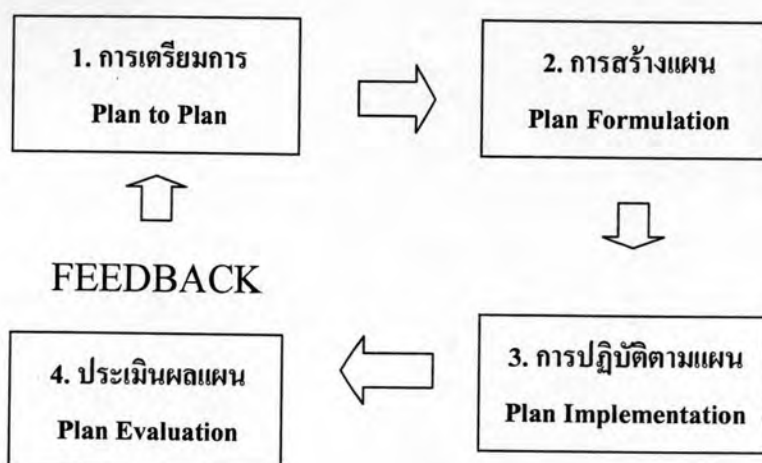 1. การเตรียมการ
Plan to Plan
2. การสร้างแผน
Plan Formulation
3. การปฏิบัติตามแผน
Plan Implementation
FEEDBACK
4. ประเมินผลแผน
Plan Evaluation